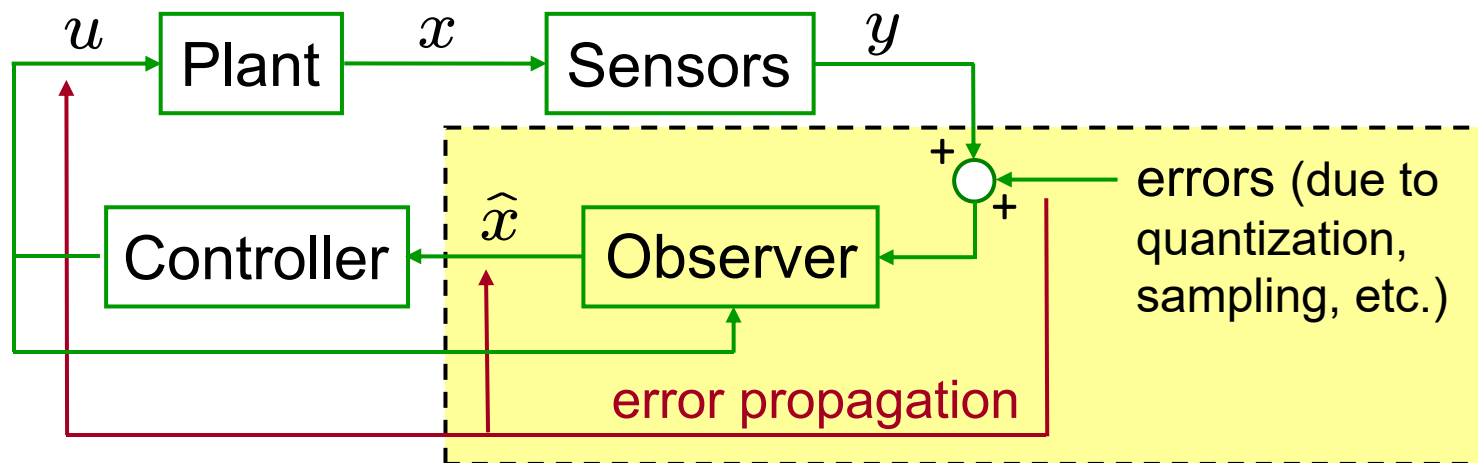 u
Plant
x
Sensors
y
+
+
errors (due to
quantization,
sampling, etc.)
Controller
x̂
Observer
error propagation